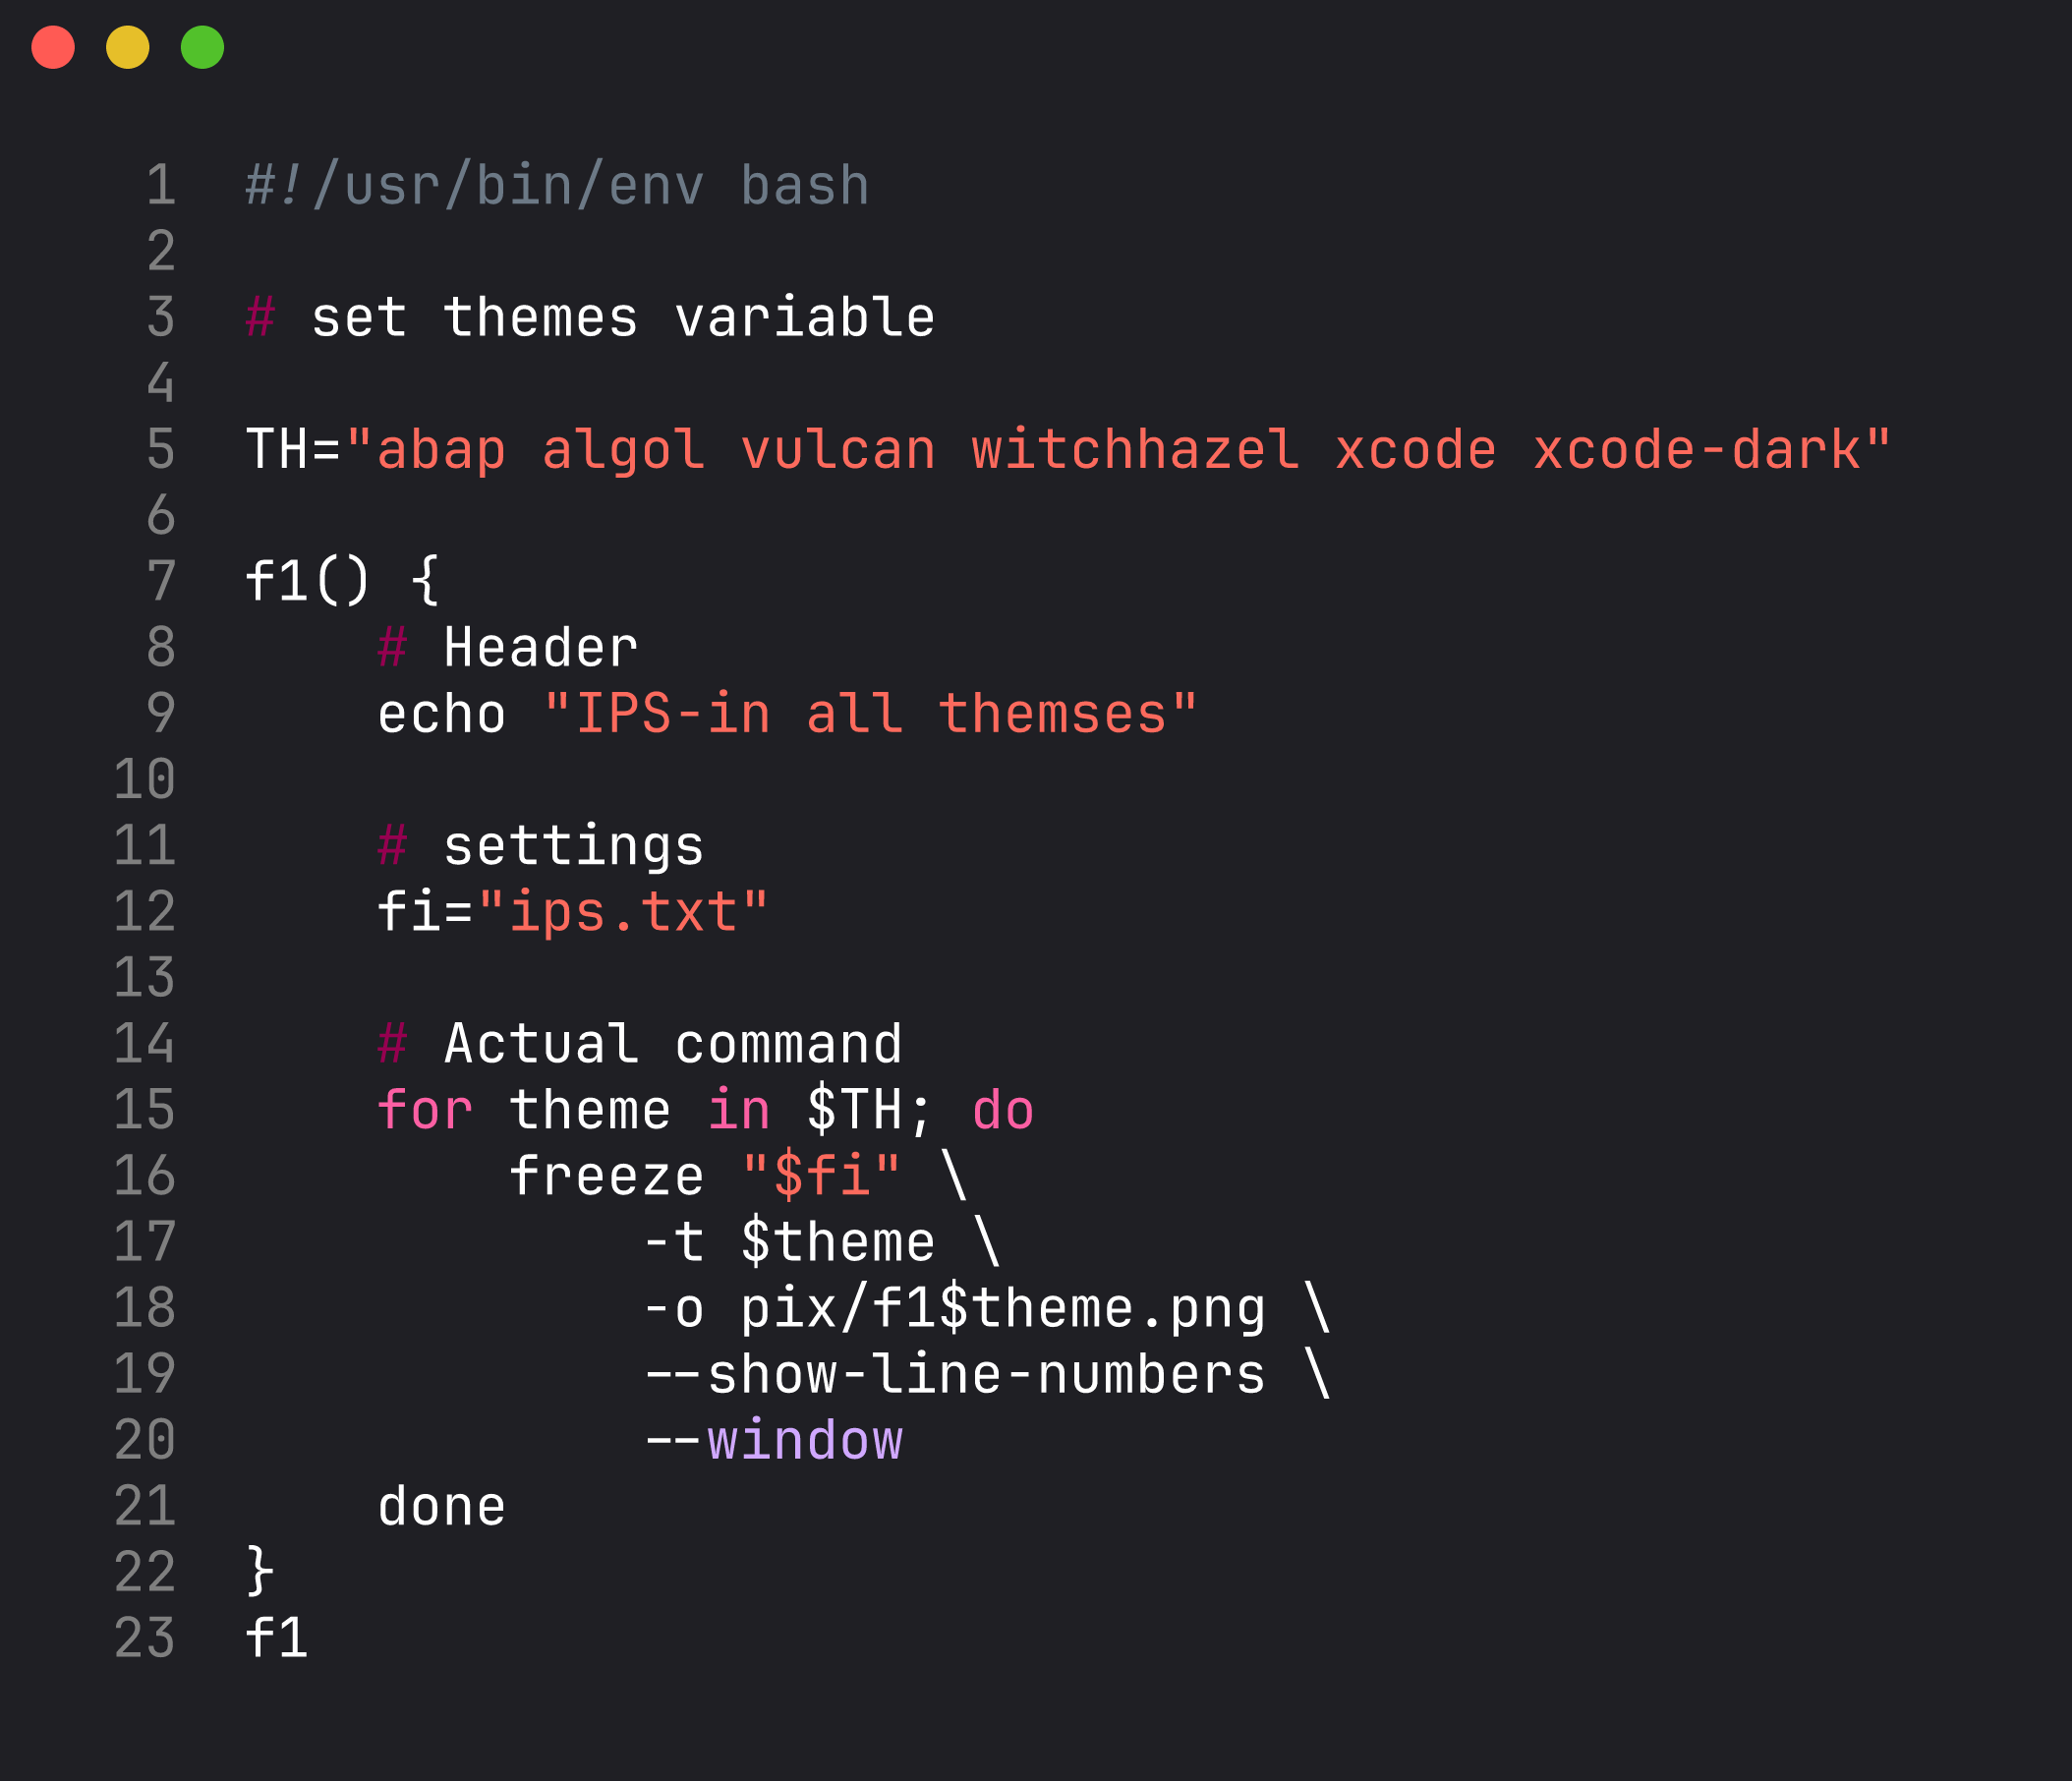 1 #!/usr/bin/env bash
2
3 # set themes variable
4
5 TH="abap algol vulcan witchhazel xcode xcode-dark"
6
7 f1() {
8     # Header
9     echo "IPS-in all themses"
10
11     # settings
12     fi="ips.txt"
13
14     # Actual command
15     for theme in $TH; do
16         freeze "$fi" \
17             -t $theme \
18             -o pix/f1$theme.png \
19             --show-line-numbers \
20             --window
21     done
22 }
23 f1